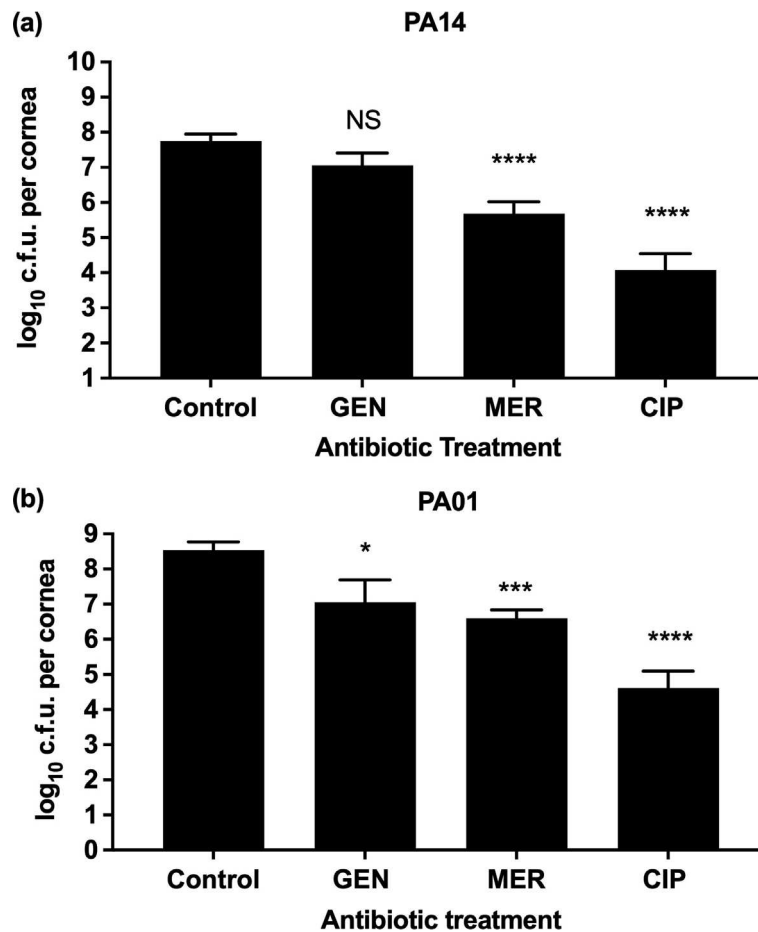 (a)
PA14
log10 c.f.u. per cornea
10
9
8
7
6
5
4
3
2
1
NS
****
****
Control GEN MER CIP
Antibiotic Treatment
(b)
PA01
log10 c.f.u. per cornea
9
8
7
6
5
4
3
2
1
0
*
***
****
Control GEN MER CIP
Antibiotic treatment